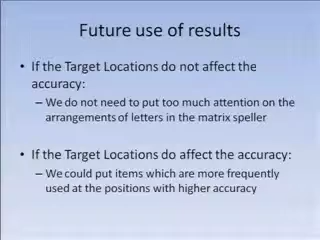 Future use of results
• If the Target Locations do not affect the
accuracy:
– We do not need to put too much attention on the
arrangements of letters in the matrix speller
• If the Target Locations do affect the accuracy:
– We could put items which are more frequently
used at the positions with higher accuracy